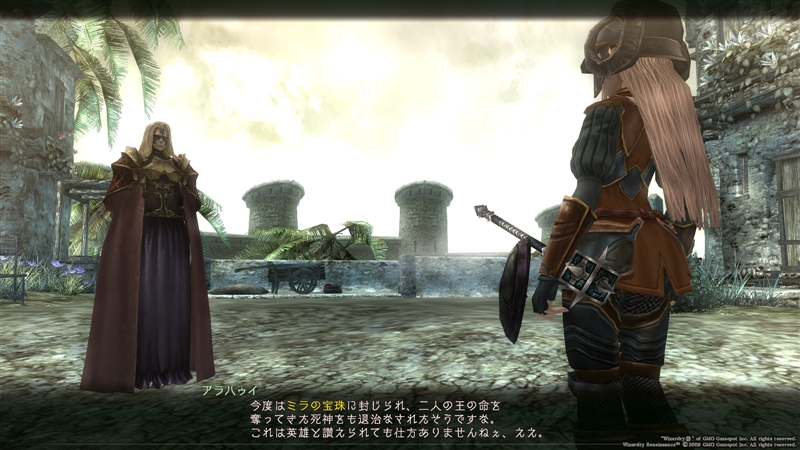 アラハゥイ
今度はミラの宝珠に封じられ、二人の王の命を
奪ってきた死神をも退治なされたそうですな。
これは英雄と讃えられても仕方ありませんねぇ、ええ。
"Wizardry®." of GMO Gamepot Inc. All rights reserved.
Wizardry Renaissance™ ©2009 GMO Gamepot Inc. All rights reserved.